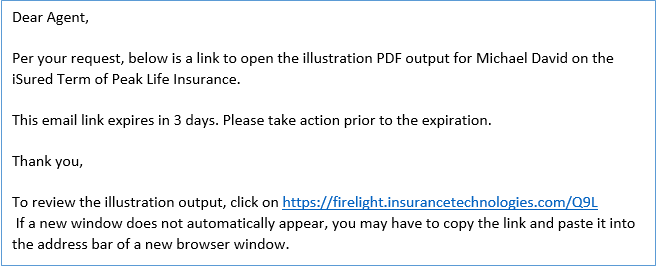 Dear Agent,
Per your request, below is a link to open the illustration PDF output for Michael David on the
iSured Term of Peak Life Insurance.
This email link expires in 3 days. Please take action prior to the expiration.
Thank you,
To review the illustration output, click on https://firelight.insurancetechnologies.com/Q9L
If a new window does not automatically appear, you may have to copy the link and paste it into
the address bar of a new browser window.